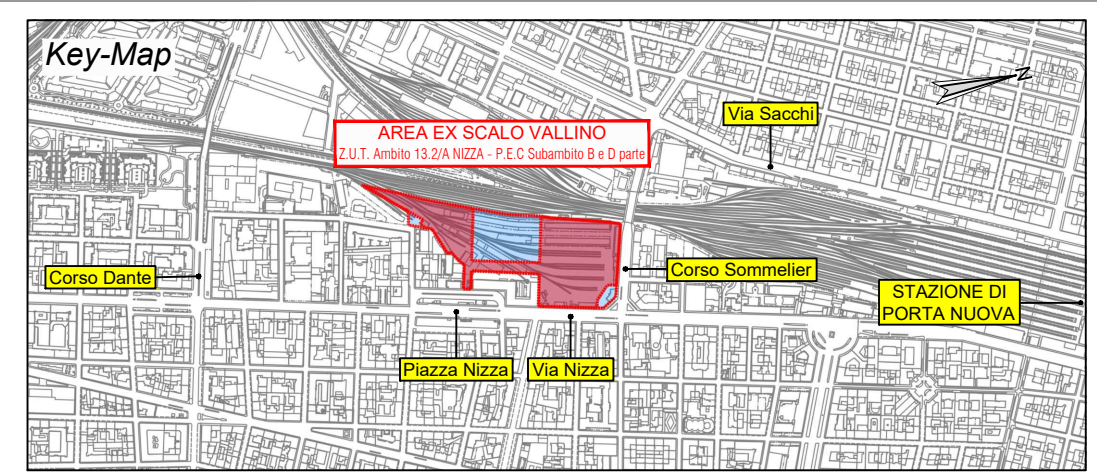 Key-Map
Z
Via Sacchi
AREA EX SCALO VALLINO
Z.U.T. Ambito 13.2/A NIZZA - P.E.C Subambito B e D parte
Corso Dante
Corso Sommelier
STAZIONE DI
PORTA NUOVA
Piazza Nizza
Via Nizza